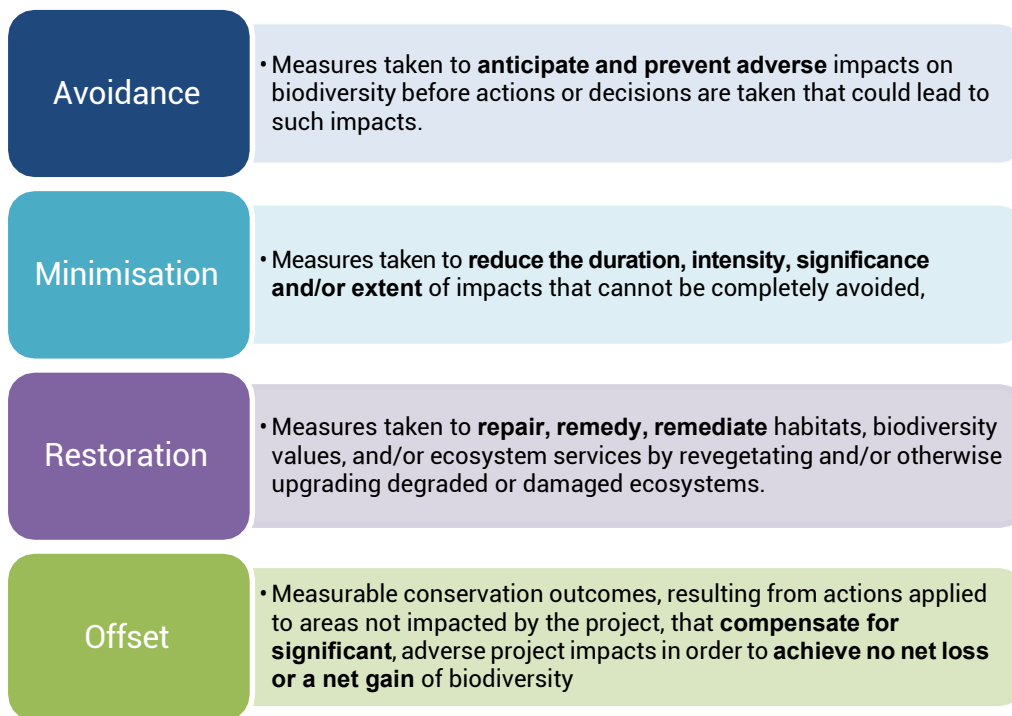 Avoidance
• Measures taken to anticipate and prevent adverse impacts on
biodiversity before actions or decisions are taken that could lead to
such impacts.
Minimisation
• Measures taken to reduce the duration, intensity, significance
and/or extent of impacts that cannot be completely avoided,
Restoration
• Measures taken to repair, remedy, remediate habitats, biodiversity
values, and/or ecosystem services by revegetating and/or otherwise
upgrading degraded or damaged ecosystems.
Offset
• Measurable conservation outcomes, resulting from actions applied
to areas not impacted by the project, that compensate for
significant, adverse project impacts in order to achieve no net loss
or a net gain of biodiversity